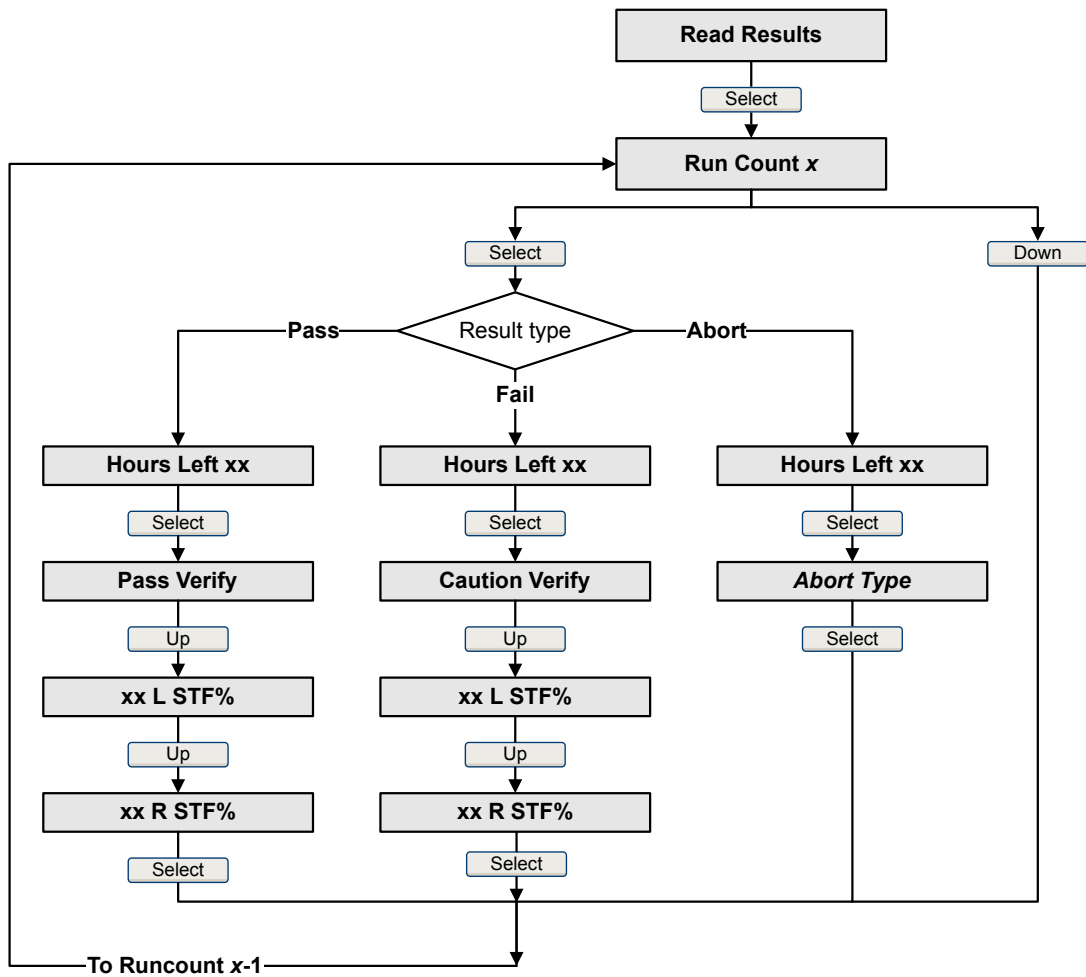 Read Results
Select
Run Count x
Select
Down
Pass
Result type
Abort
Fail
Hours Left xx
Hours Left xx
Hours Left xx
Select
Select
Select
Pass Verify
Caution Verify
Abort Type
Up
Up
Select
xx L STF%
xx L STF%
Up
Up
xx R STF%
xx R STF%
Select
Select
To Runcount x-1